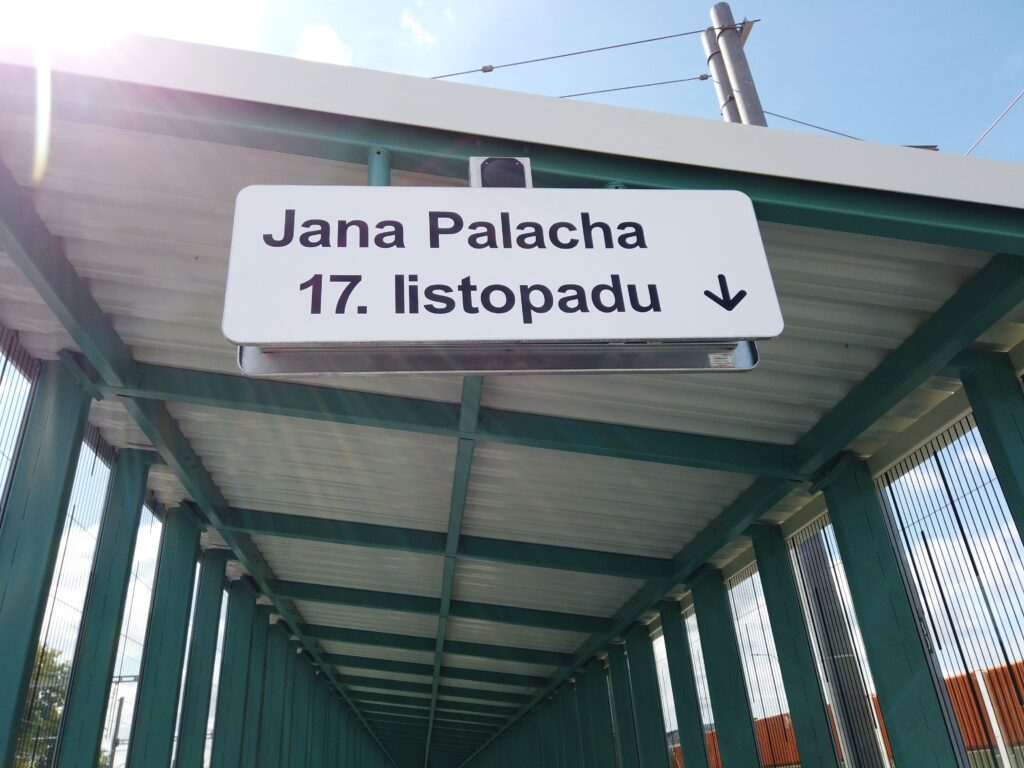 Jana Palacha
17. listopadu ↓